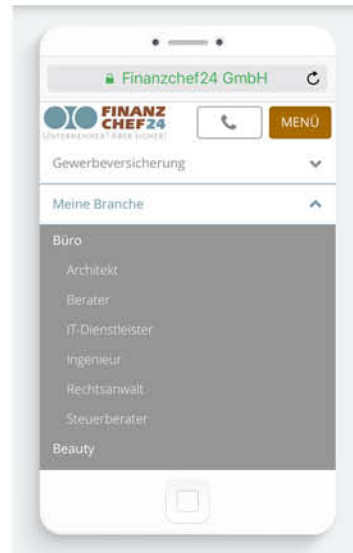 Finanzchef24 GmbH
FINANZ
CHEF24
UNTERNEHMER? ABER SICHER!
MENÜ
Gewerbeversicherung
Meine Branche
Büro
Architekt
Berater
IT-Dienstleister
Ingenieur
Rechtsanwalt
Steuerberater
Beauty